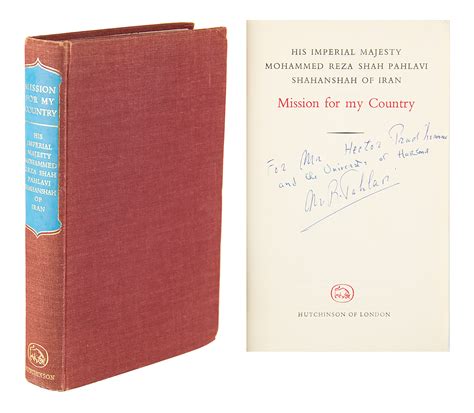 MISSION
FOR MY
COUNTRY
HIS
IMPERIAL
MAJESTY
MOHAMMED
REZA SHAH
PAHLAVI
SHAHANSHAH
OF
IRAN
HUTCHINSON
HIS IMPERIAL MAJESTY
MOHAMMED REZA SHAH PAHLAVI
SHAHANSHAH OF IRAN
Mission for my Country
For Mr. Hector Prud'homme
and the University of
M. R. Pahlavi
HUTCHINSON OF LONDON